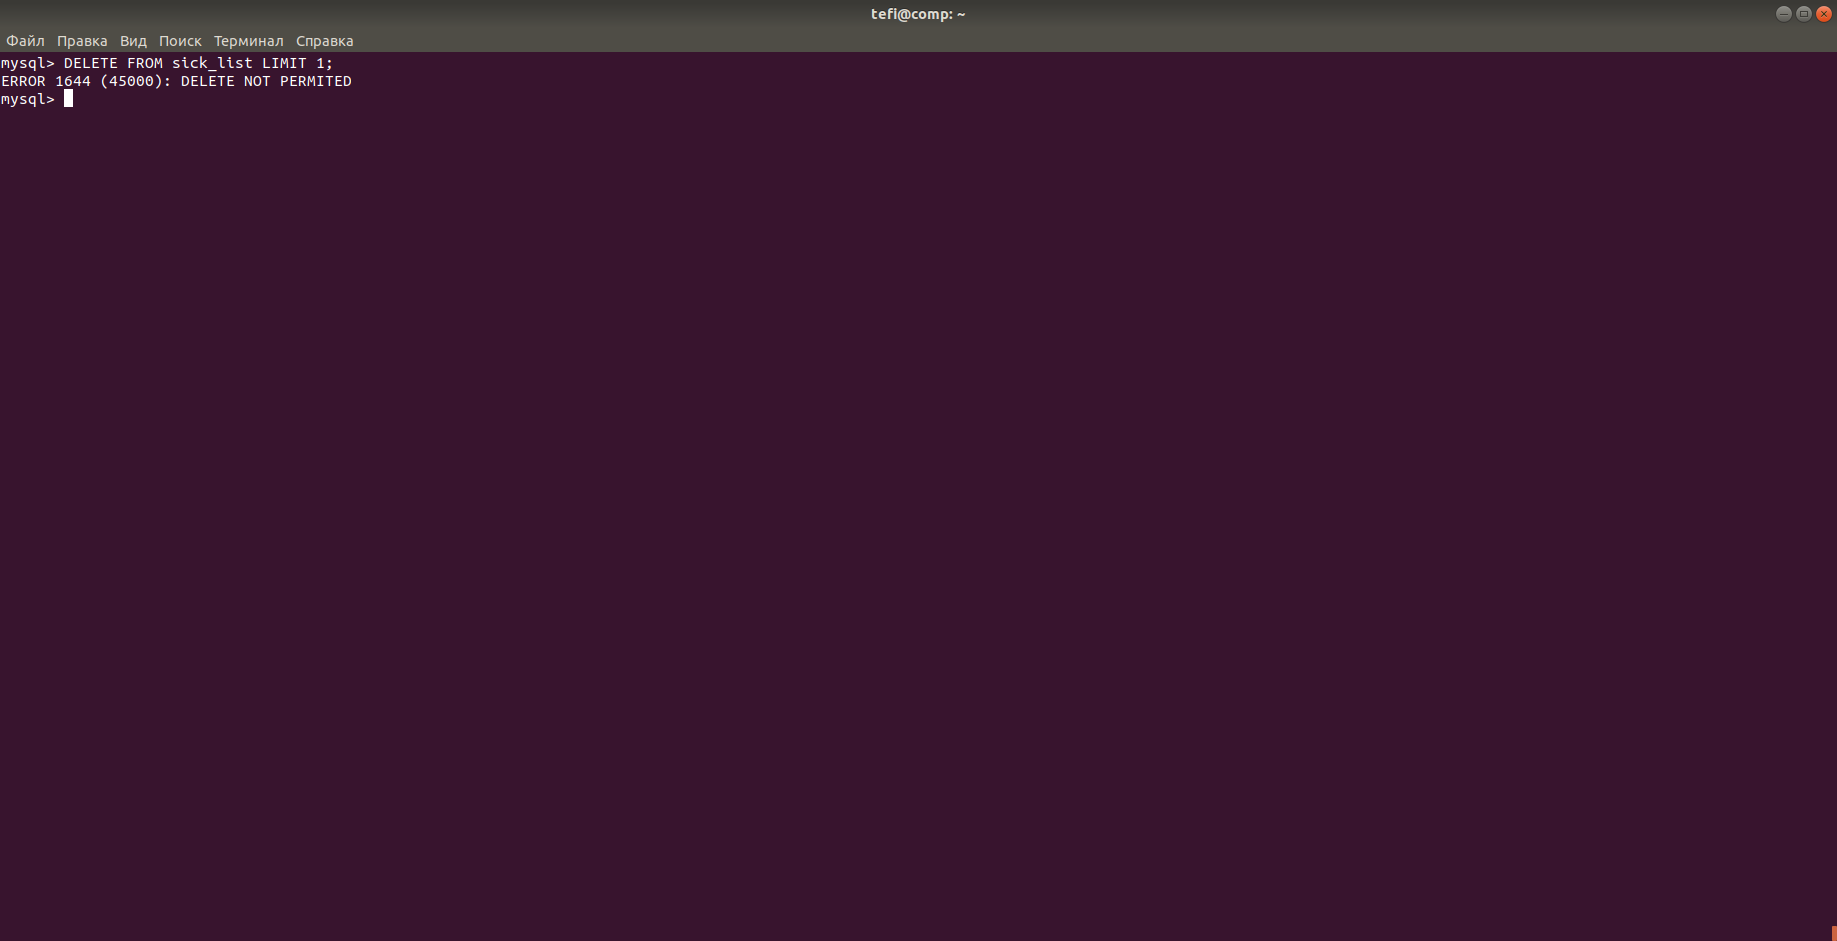 tefi@comp: ~
Файл Правка Вид Поиск Терминал Справка
mysql> DELETE FROM sick_list LIMIT 1;
ERROR 1644 (45000): DELETE NOT PERMITED
mysql>